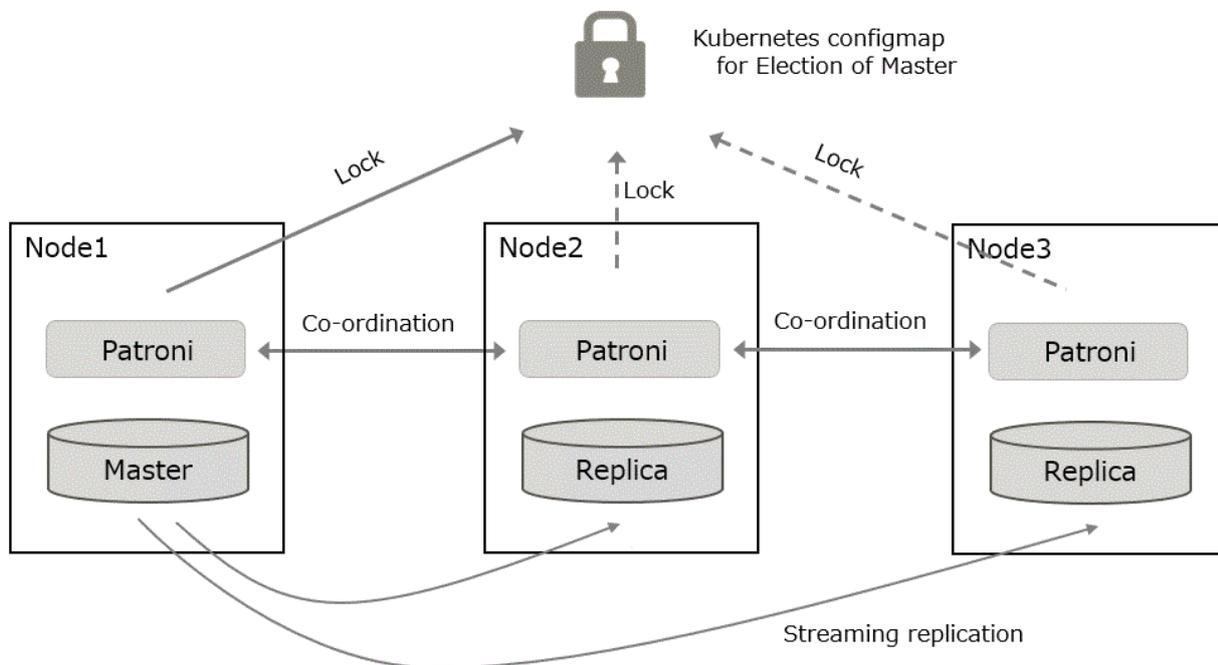 Kubernetes configmap
for Election of Master
Lock
Lock
Lock
Node1
Node2
Node3
Co-ordination
Co-ordination
Patroni
Patroni
Patroni
Master
Replica
Replica
Streaming replication